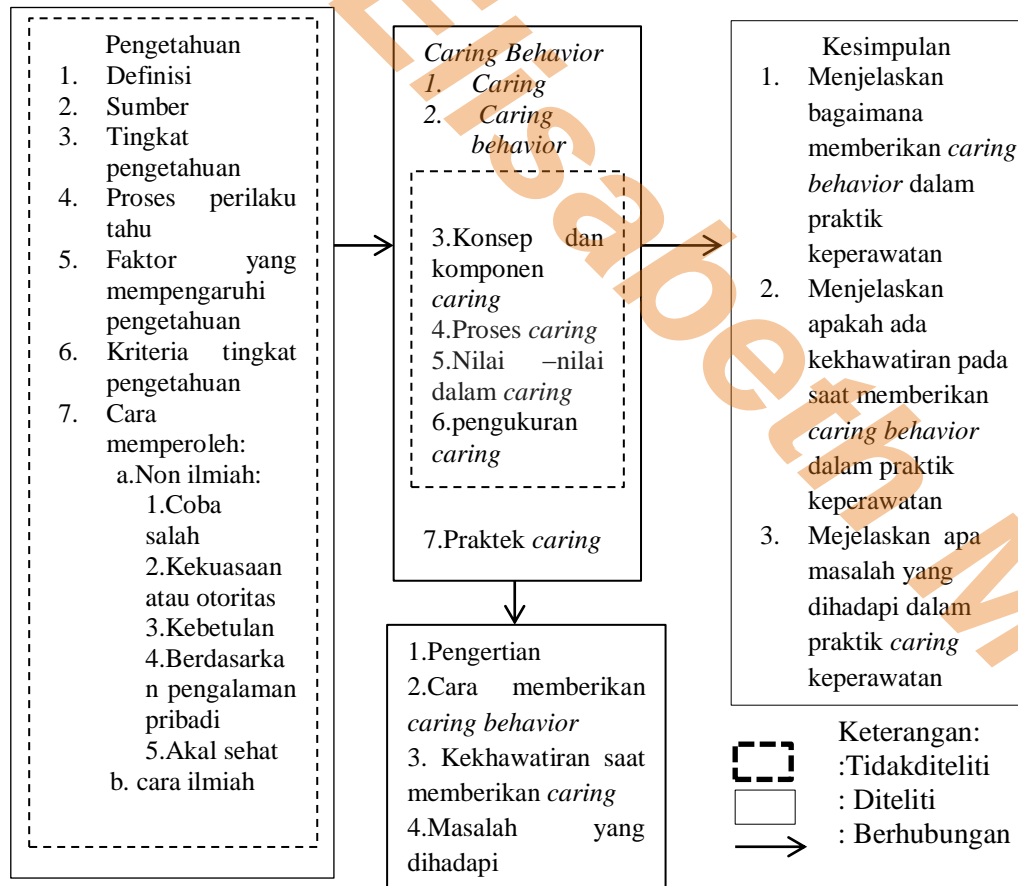 Pengetahuan
1. Definisi
2. Sumber
3. Tingkat
pengetahuan
4. Proses perilaku
tahu
5. Faktor yang
mempengaruhi
pengetahuan
6. Kriteria tingkat
pengetahuan
7. Cara
memperoleh:
a.Non ilmiah:
1.Coba
salah
2.Kekuasaan
atau otoritas
3.Kebetulan
4.Berdasarka
n pengalaman
pribadi
5.Akal sehat
b. cara ilmiah
Caring Behavior
1. Caring
2. Caring
behavior
3.Konsep dan
komponen
caring
4.Proses caring
5.Nilai –nilai
dalam caring
6.pengukuran
caring
7.Praktek caring
1.Pengertian
2.Cara memberikan
caring behavior
3. Kekhawatiran saat
memberikan caring
4.Masalah yang
dihadapi
Kesimpulan
1. Menjelaskan
bagaimana
memberikan caring
behavior dalam
praktik
keperawatan
2. Menjelaskan
apakah ada
kekhawatiran pada
saat memberikan
caring behavior
dalam praktik
keperawatan
3. Mejelaskan apa
masalah yang
dihadapi dalam
praktik caring
keperawatan
Keterangan:
:Tidakditeliti
: Diteliti
: Berhubungan
Elisabeth M